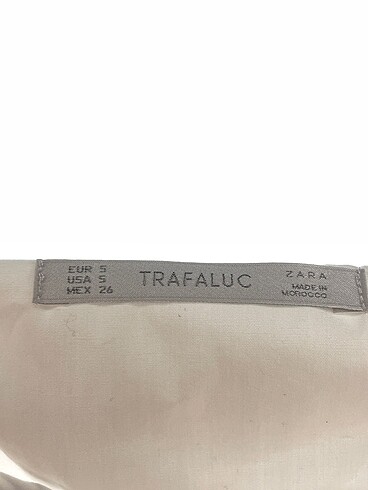 EUR S
USA S
MEX 26
TRAFALUC
ZARA
MADE IN
MOROCCO